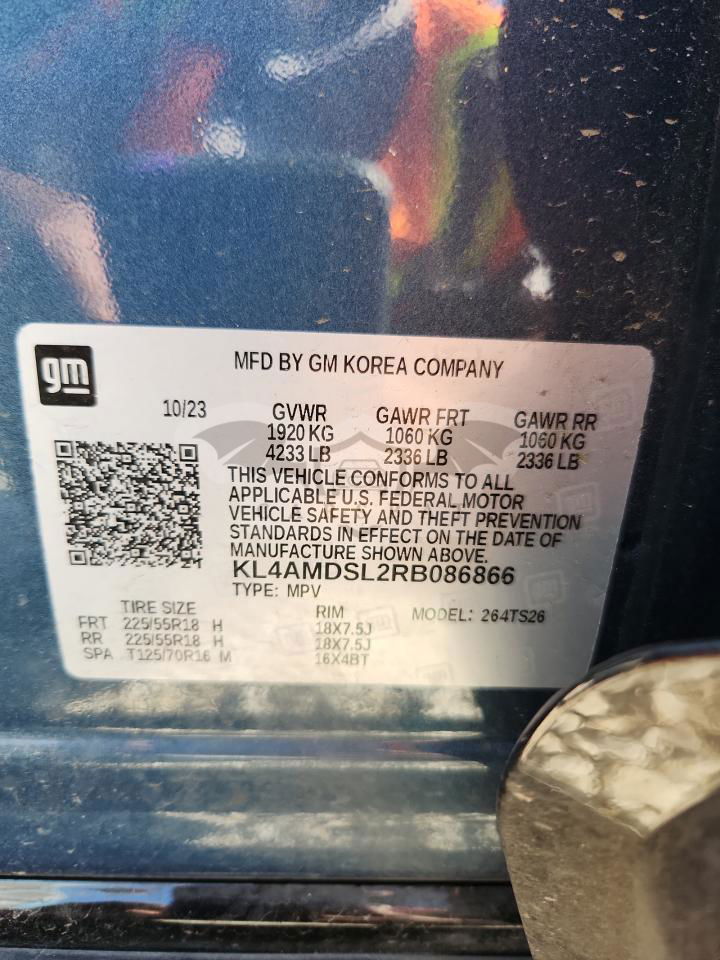 gm
MFD BY GM KOREA COMPANY
10/23 GVWR GAWR FRT GAWR RR
1920 KG 1060 KG 1060 KG
4233 LB 2336 LB 2336 LB
THIS VEHICLE CONFORMS TO ALL
APPLICABLE U.S. FEDERAL MOTOR
VEHICLE SAFETY AND THEFT PREVENTION
STANDARDS IN EFFECT ON THE DATE OF
MANUFACTURE SHOWN ABOVE.
KL4AMDSL2RB086866
TYPE: MPV
TIRE SIZE RIM MODEL: 264TS26
FRT 225/55R18 H 18X7.5J
RR 225/55R18 H 18X7.5J
SPA T125/70R16 M 16X4BT